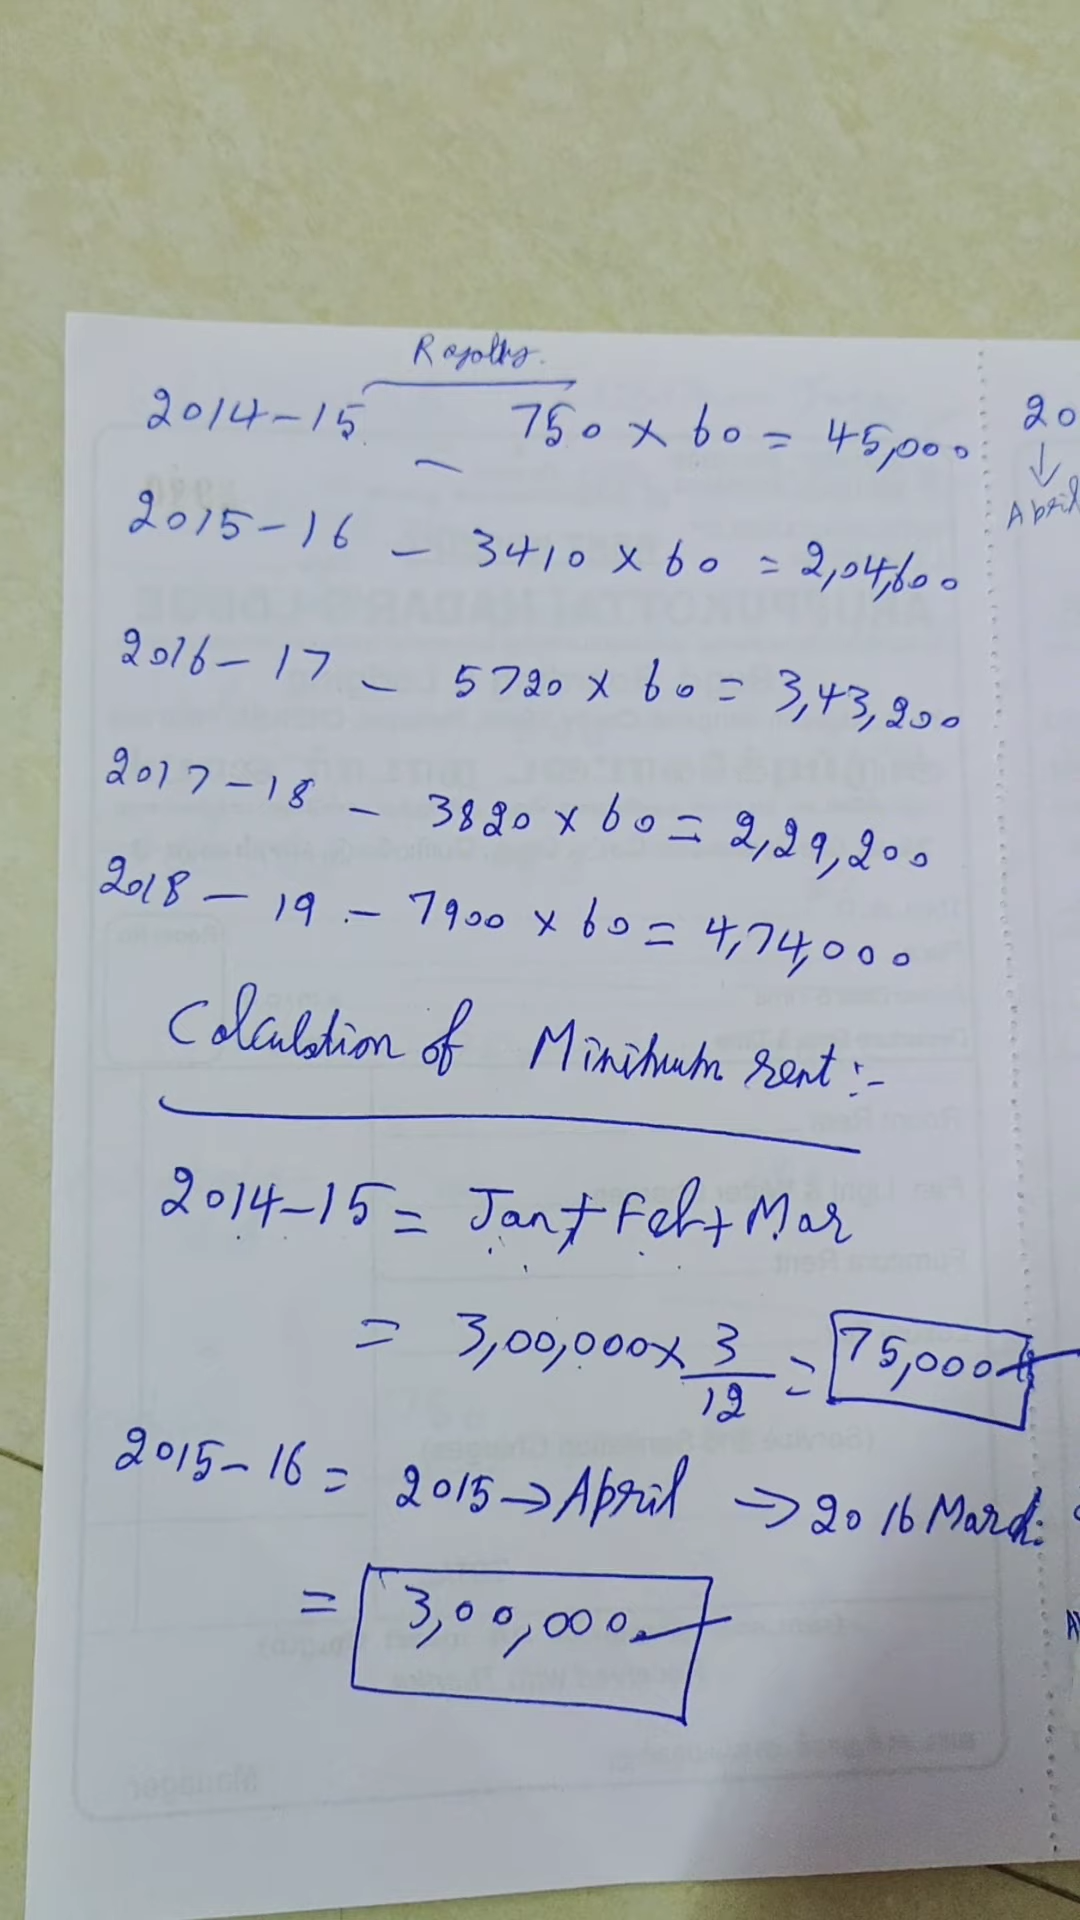 Royalty.
2014-15 - 750 x 60 = 45,000
2015-16 - 3410 x 60 = 2,04,600
2016-17 - 5720 x 60 = 3,43,200
2017-18 - 3820 x 60 = 2,29,200
2018-19 - 7900 x 60 = 4,74,000
Calculation of Minimum rent:-
2014-15 = Jan + Feb + Mar
= 3,00,000 x 3/12 = 75,000
2015-16 = 2015 → April → 2016 March.
= 3,00,000
20
↓
April